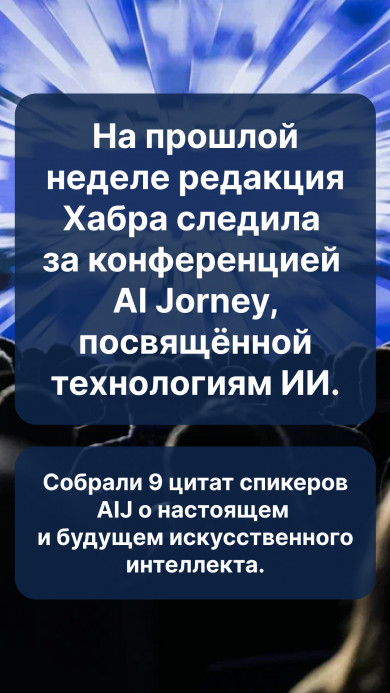 На прошлой
неделе редакция
Хабра следила
за конференцией
AI Jorney,
посвящённой
технологиям ИИ.
Собрали 9 цитат спикеров
AIJ о настоящем
и будущем искусственного
интеллекта.